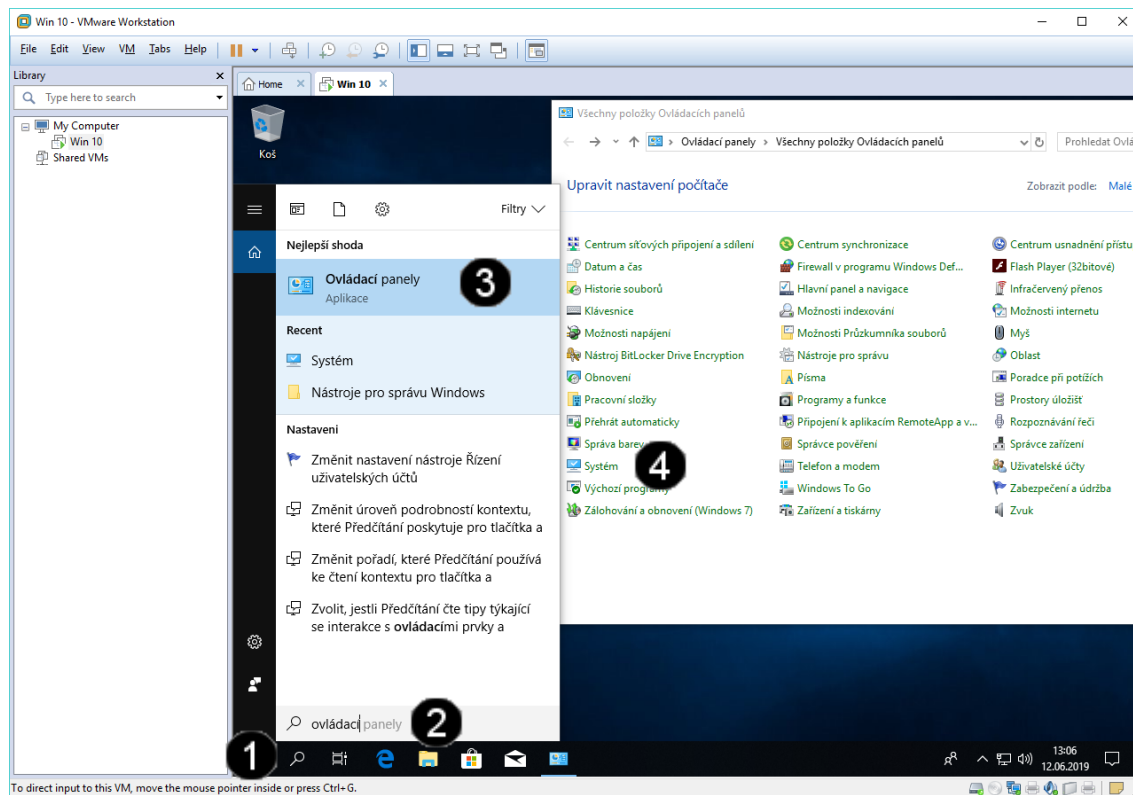 Win 10 - VMware Workstation
File Edit View VM Tabs Help
Library
Type here to search
My Computer
Win 10
Shared VMs
Home
Win 10
Koš
Všechny položky Ovládacích panelů
Ovládací panely > Všechny položky Ovládacích panelů
Prohledat Ovlá
Upravit nastavení počítače
Zobrazit podle: Malé
Centrum síťových připojení a sdílení
Centrum synchronizace
Centrum usnadnění přístu
Datum a čas
Firewall v programu Windows Def...
Flash Player (32bitové)
Historie souborů
Hlavní panel a navigace
Infračervený přenos
Klávesnice
Možnosti indexování
Možnosti internetu
Možnosti napájení
Možnosti Průzkumníka souborů
Myš
Nástroj BitLocker Drive Encryption
Nástroje pro správu
Oblast
Obnovení
Písma
Poradce při potížích
Pracovní složky
Programy a funkce
Prostory úložišť
Přehrát automaticky
Připojení k aplikacím RemoteApp a v...
Rozpoznávání řeči
Správa barev
Správce pověření
Správce zařízení
Systém
4
Telefon a modem
Uživatelské účty
Výchozí programy
Windows To Go
Zabezpečení a údržba
Zálohování a obnovení (Windows 7)
Zařízení a tiskárny
Zvuk
Filtry
Nejlepší shoda
Ovládací panely
Aplikace
3
Recent
Systém
Nástroje pro správu Windows
Nastavení
Změnit nastavení nástroje Řízení
uživatelských účtů
Změnit úroveň podrobností kontextu,
které Předčítání poskytuje pro tlačítka a
Změnit pořadí, které Předčítání používá
ke čtení kontextu pro tlačítka a
Zvolit, jestli Předčítání čte tipy týkající
se interakce s ovládacími prvky a
ovládací panely
2
1
13:06
12.06.2019
To direct input to this VM, move the mouse pointer inside or press Ctrl+G.